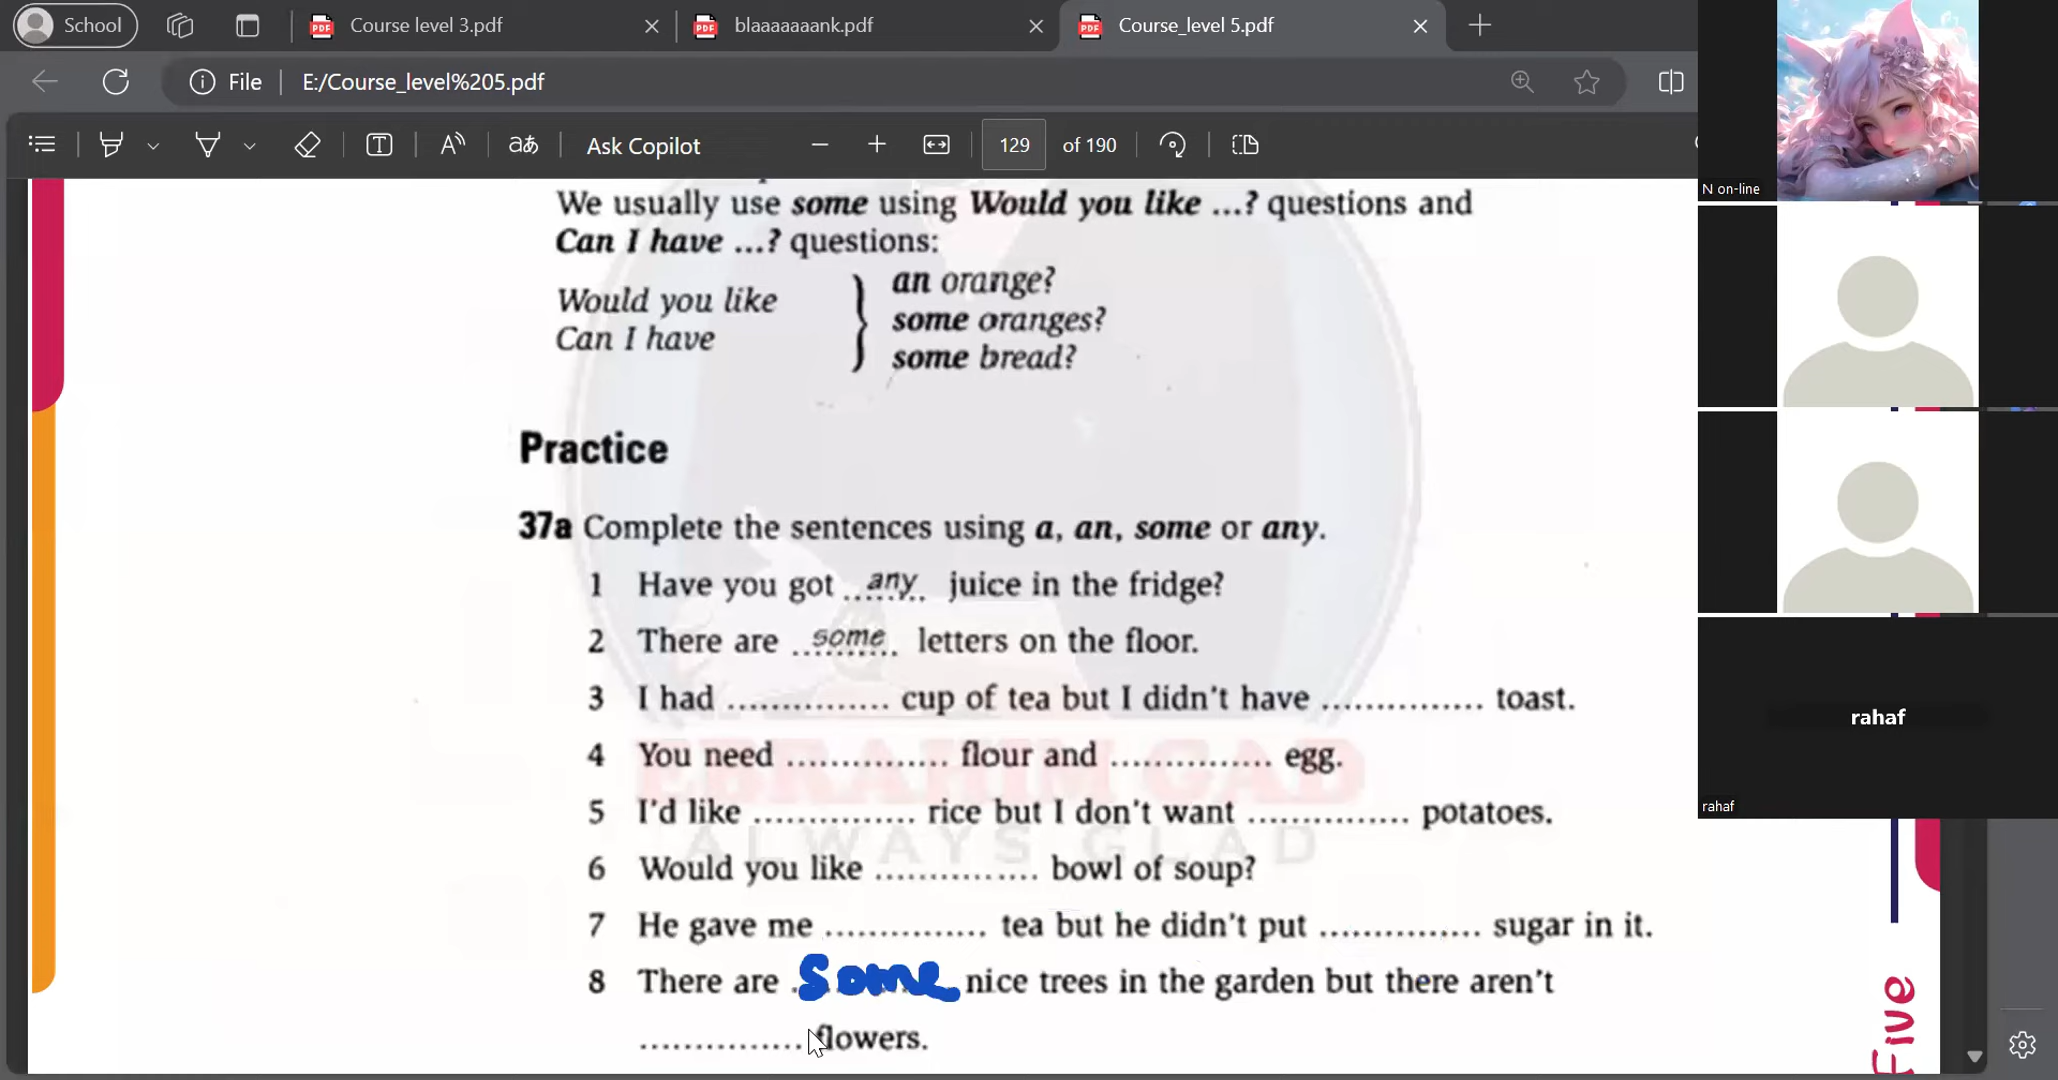 School
Course level 3.pdf
blaaaaaaank.pdf
Course_level 5.pdf
File
E:/Course_level%205.pdf
Ask Copilot
129 of 190
We usually use some using Would you like ...? questions and
Can I have ...? questions:
Would you like
Can I have
an orange?
some oranges?
some bread?
Practice
37a Complete the sentences using a, an, some or any.
1 Have you got ..any.. juice in the fridge?
2 There are ..some.. letters on the floor.
3 I had ............... cup of tea but I didn't have ............... toast.
4 You need ............... flour and ............... egg.
5 I'd like ............... rice but I don't want ............... potatoes.
6 Would you like ............... bowl of soup?
7 He gave me ............... tea but he didn't put ............... sugar in it.
8 There are some nice trees in the garden but there aren't
............... flowers.
EBRAHIM GAD
ALWAYS GLAD
Five
N on-line
rahaf
rahaf